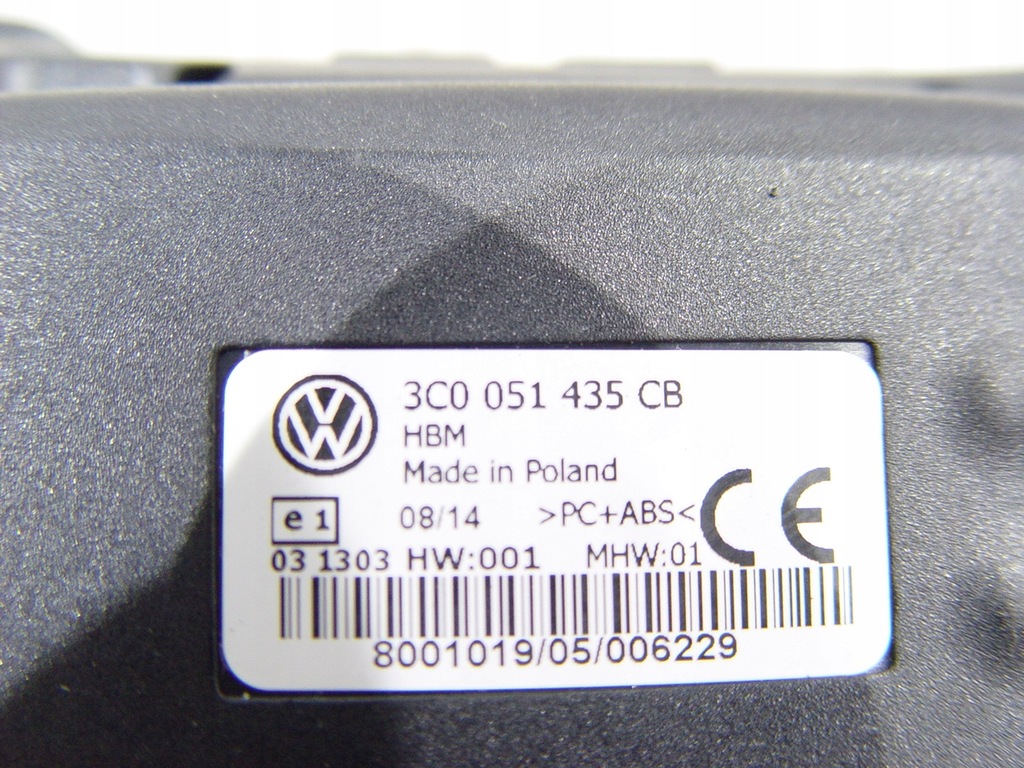 3C0 051 435 CB
HBM
Made in Poland
e1 08/14 >PC+ABS< CE
03 1303 HW:001 MHW:01
8001019/05/006229